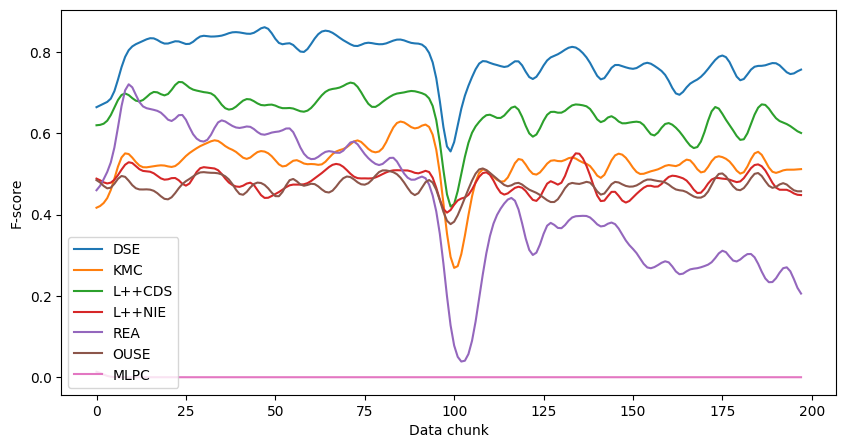 F-score
0.8
0.6
0.4
0.2
0.0
DSE
KMC
L++CDS
L++NIE
REA
OUSE
MLPC
0 25 50 75 100 125 150 175 200
Data chunk